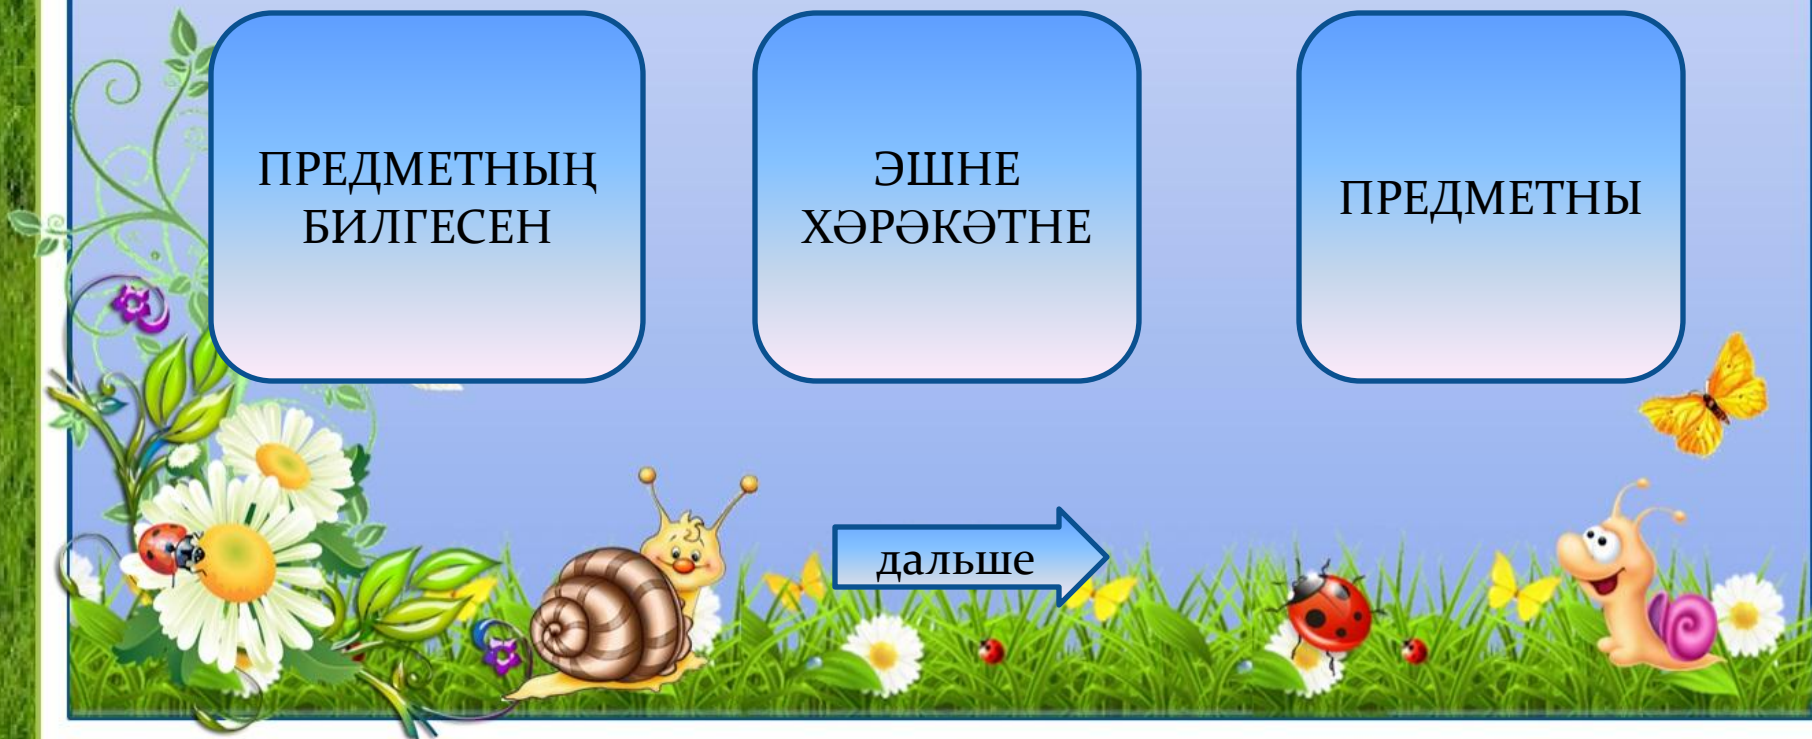 ПРЕДМЕТНЫҢ
БИЛГЕСЕН
ЭШНЕ
ХӘРӘКӘТНЕ
ПРЕДМЕТНЫ
дальше